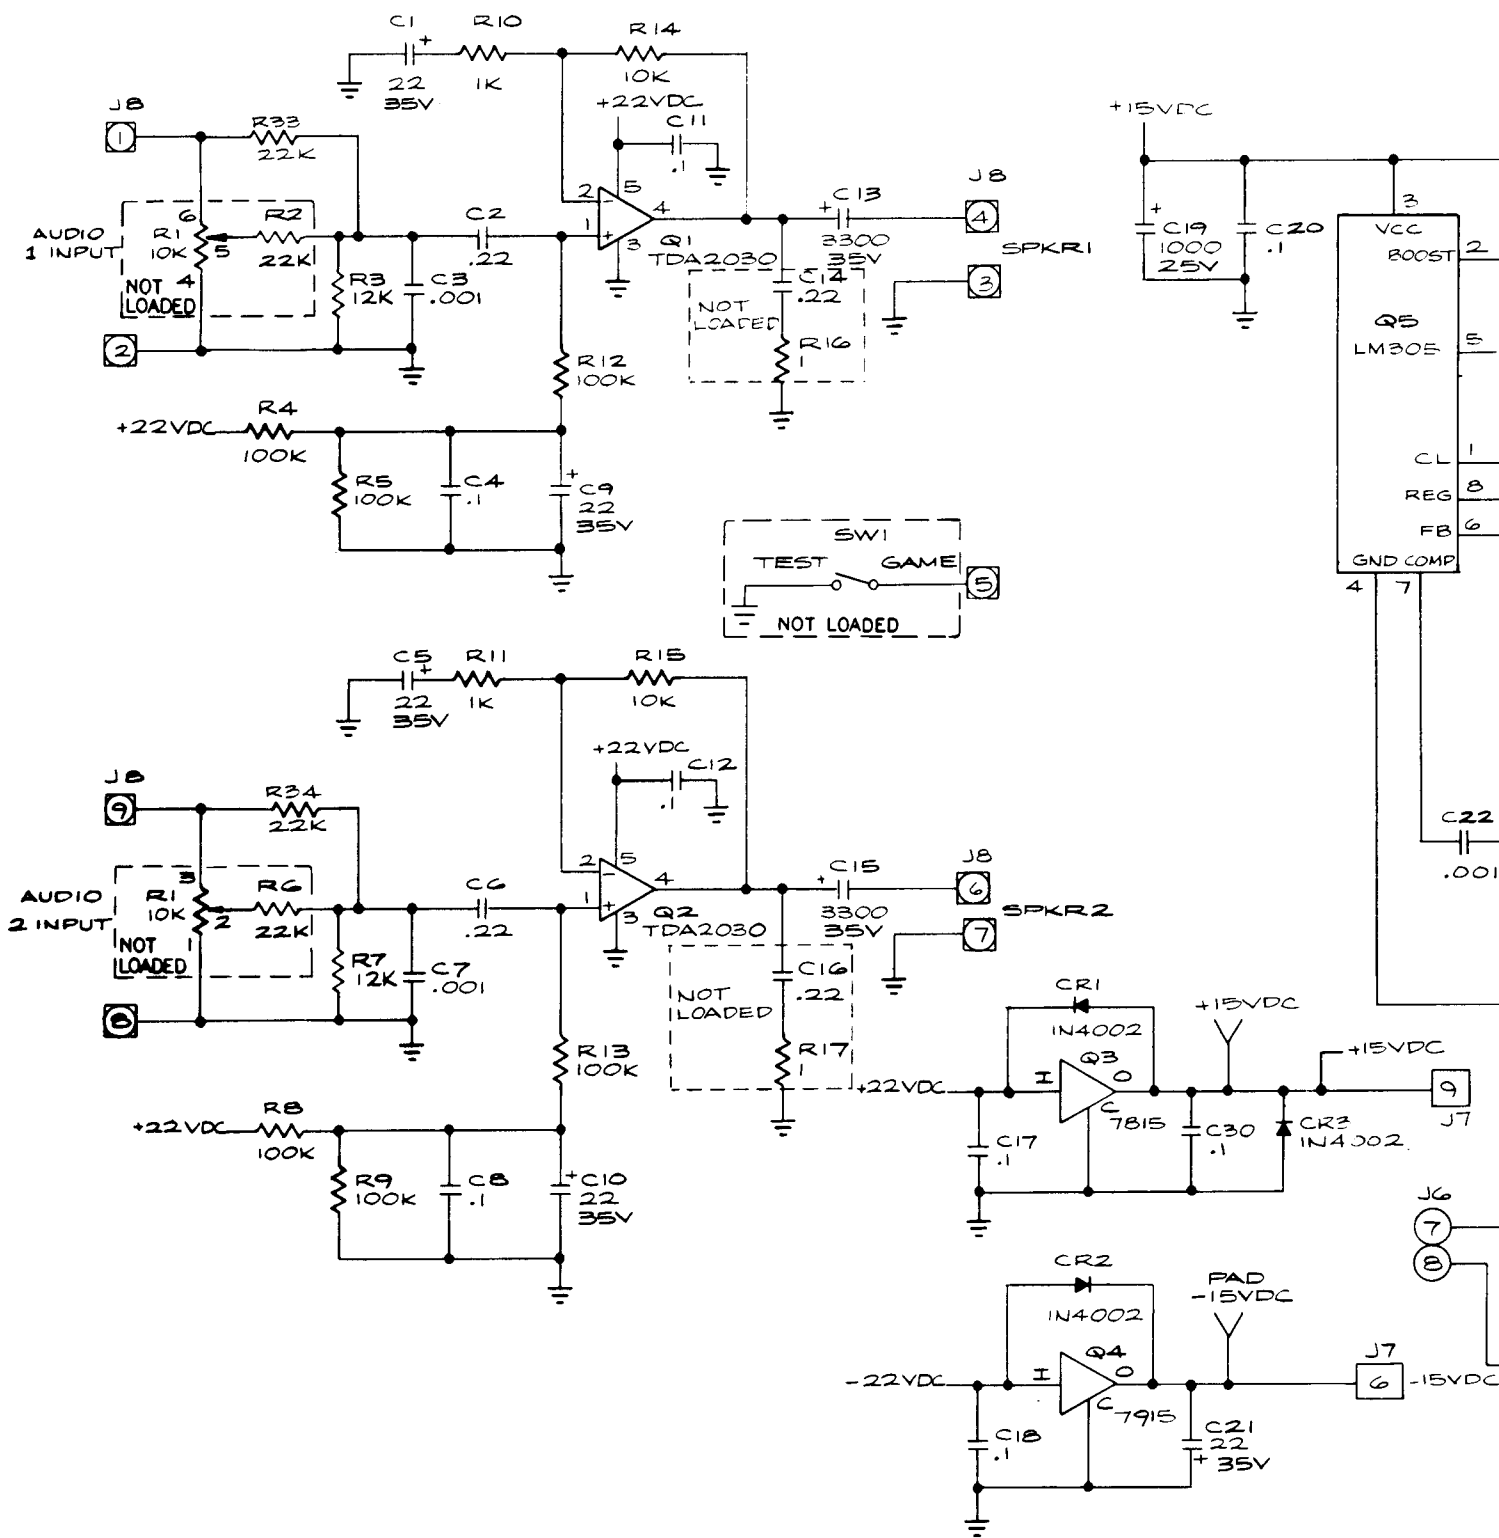 C1
+
22
35V
R10
1K
R14
10K
+22VDC
C11
.1
J8
1
R33
22K
AUDIO
1 INPUT
6
R1
10K
5
4
R2
22K
NOT
LOADED
R3
12K
C3
.001
C2
.22
2
-
1
+
5
4
3
Q1
TDA2030
+
C13
3300
35V
J8
4
SPKR1
3
NOT
LOADED
C14
.22
R16
1
2
R12
100K
+22VDC
R4
100K
R5
100K
C4
.1
+
C9
22
35V
SW1
TEST
GAME
5
NOT LOADED
+15VDC
+
C19
1000
25V
C20
.1
3
VCC
BOOST
2
Q5
LM305
5
CL
1
REG
8
FB
6
GND COMP
4
7
C22
.001
C5
+
22
35V
R11
1K
R15
10K
+22VDC
C12
.1
J8
9
R34
22K
AUDIO
2 INPUT
3
R1
10K
2
1
R6
22K
NOT
LOADED
R7
12K
C7
.001
C6
.22
2
-
1
+
5
4
3
Q2
TDA2030
+
C15
3300
35V
J8
6
SPKR2
7
NOT
LOADED
C16
.22
R17
1
8
R13
100K
+22VDC
R8
100K
R9
100K
C8
.1
+
C10
22
35V
CR1
1N4002
+15VDC
+22VDC
I
Q3
O
C
7815
C17
.1
C30
.1
CR3
1N4002
+15VDC
9
J7
J6
7
8
CR2
1N4002
PAD
-15VDC
-22VDC
I
Q4
O
C
7915
C18
.1
C21
22
+ 35V
J7
6
-15VDC